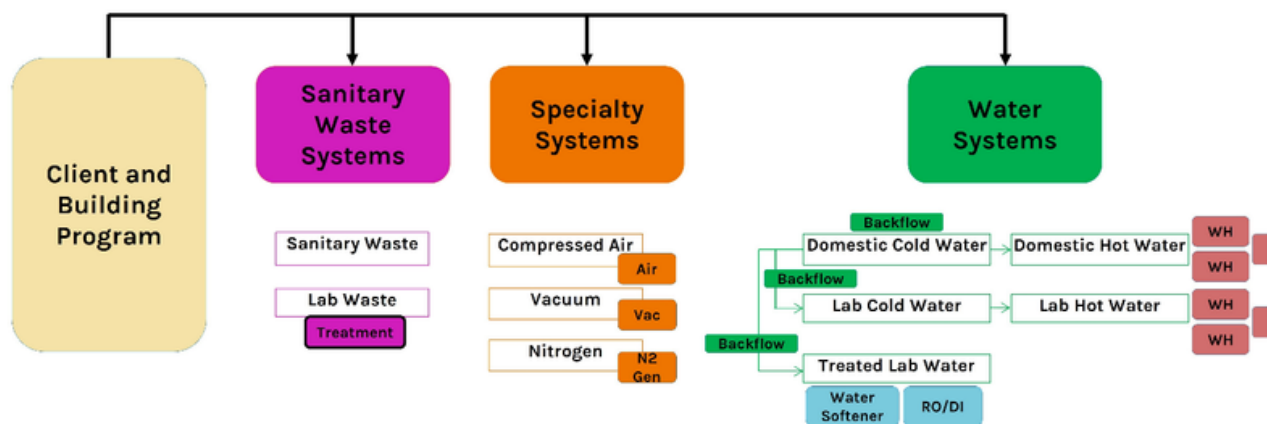 Client and
Building
Program
Sanitary
Waste
Systems
Sanitary Waste
Lab Waste
Treatment
Specialty
Systems
Compressed Air
Air
Vacuum
Vac
Nitrogen
N2
Gen
Water
Systems
Backflow
Domestic Cold Water
Domestic Hot Water
WH
WH
Backflow
Lab Cold Water
Lab Hot Water
WH
WH
Backflow
Treated Lab Water
Water
Softener
RO/DI